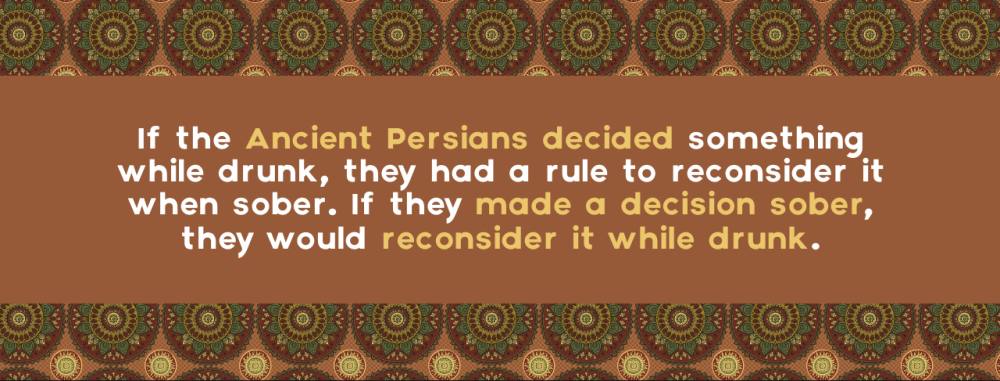 If the Ancient Persians decided something
while drunk, they had a rule to reconsider it
when sober. If they made a decision sober,
they would reconsider it while drunk.